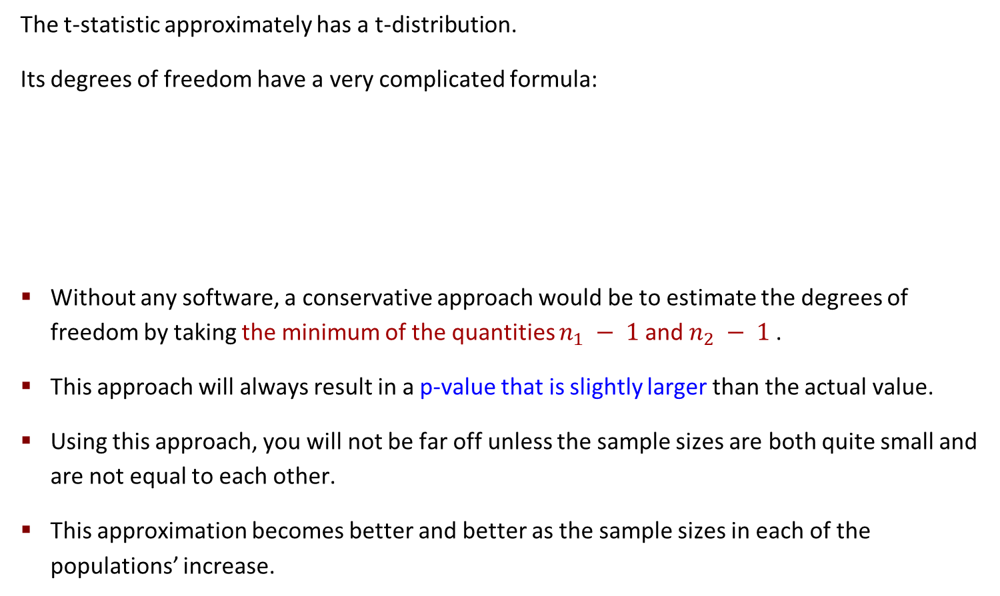 The t-statistic approximately has a t-distribution.
Its degrees of freedom have a very complicated formula:
▪ Without any software, a conservative approach would be to estimate the degrees of
freedom by taking the minimum of the quantities n₁ − 1 and n₂ − 1 .
▪ This approach will always result in a p-value that is slightly larger than the actual value.
▪ Using this approach, you will not be far off unless the sample sizes are both quite small and
are not equal to each other.
▪ This approximation becomes better and better as the sample sizes in each of the
populations’ increase.